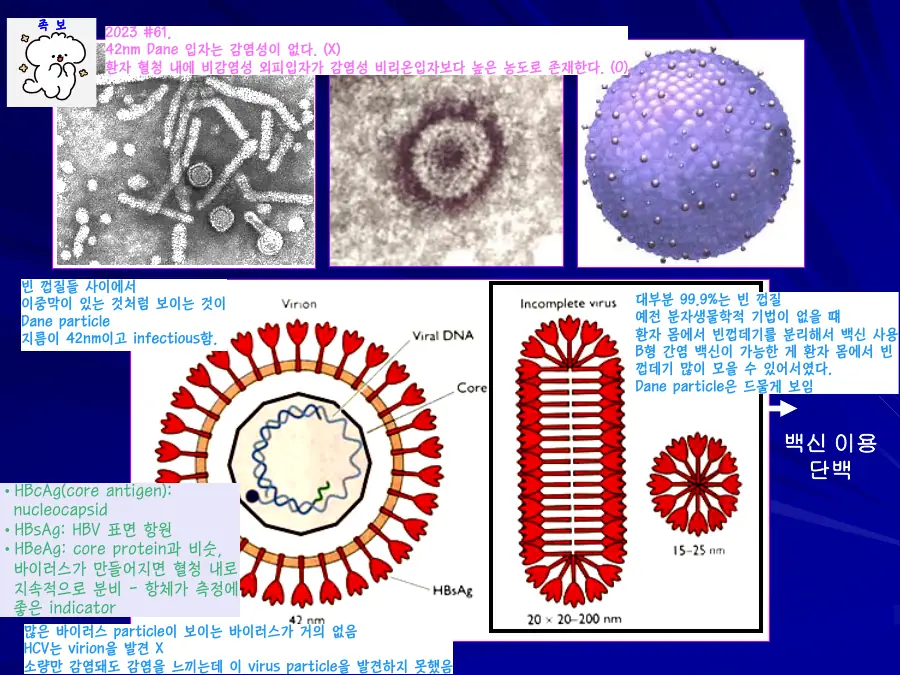 족 보
2023 #61.
42nm Dane 입자는 감염성이 없다. (X)
환자 혈청 내에 비감염성 외피입자가 감염성 비리온입자보다 높은 농도로 존재한다. (O)
빈 껍질들 사이에서
이중막이 있는 것처럼 보이는 것이
Dane particle
지름이 42nm이고 infectious함.
Virion
Viral DNA
Core
HBsAg
42 nm
Incomplete virus
20 x 20-200 nm
15-25 nm
대부분 99.9%는 빈 껍질
예전 분자생물학적 기법이 없을 떄
환자 몸에서 빈껍데기를 분리해서 백신 사용
B형 간염 백신이 가능한 게 환자 몸에서 빈
껍데기 많이 모을 수 있어서였다.
Dane particle은 드물게 보임
백신 이용
단백
• HBcAg(core antigen):
nucleocapsid
• HBsAg: HBV 표면 항원
• HBeAg: core protein과 비슷,
바이러스가 만들어지면 혈청 내로
지속적으로 분비 - 항체가 측정에
좋은 indicator
많은 바이러스 particle이 보이는 바이러스가 거의 없음
HCV는 virion을 발견 X
소량만 감염돼도 감염을 느끼는데 이 virus particle을 발견하지 못했음